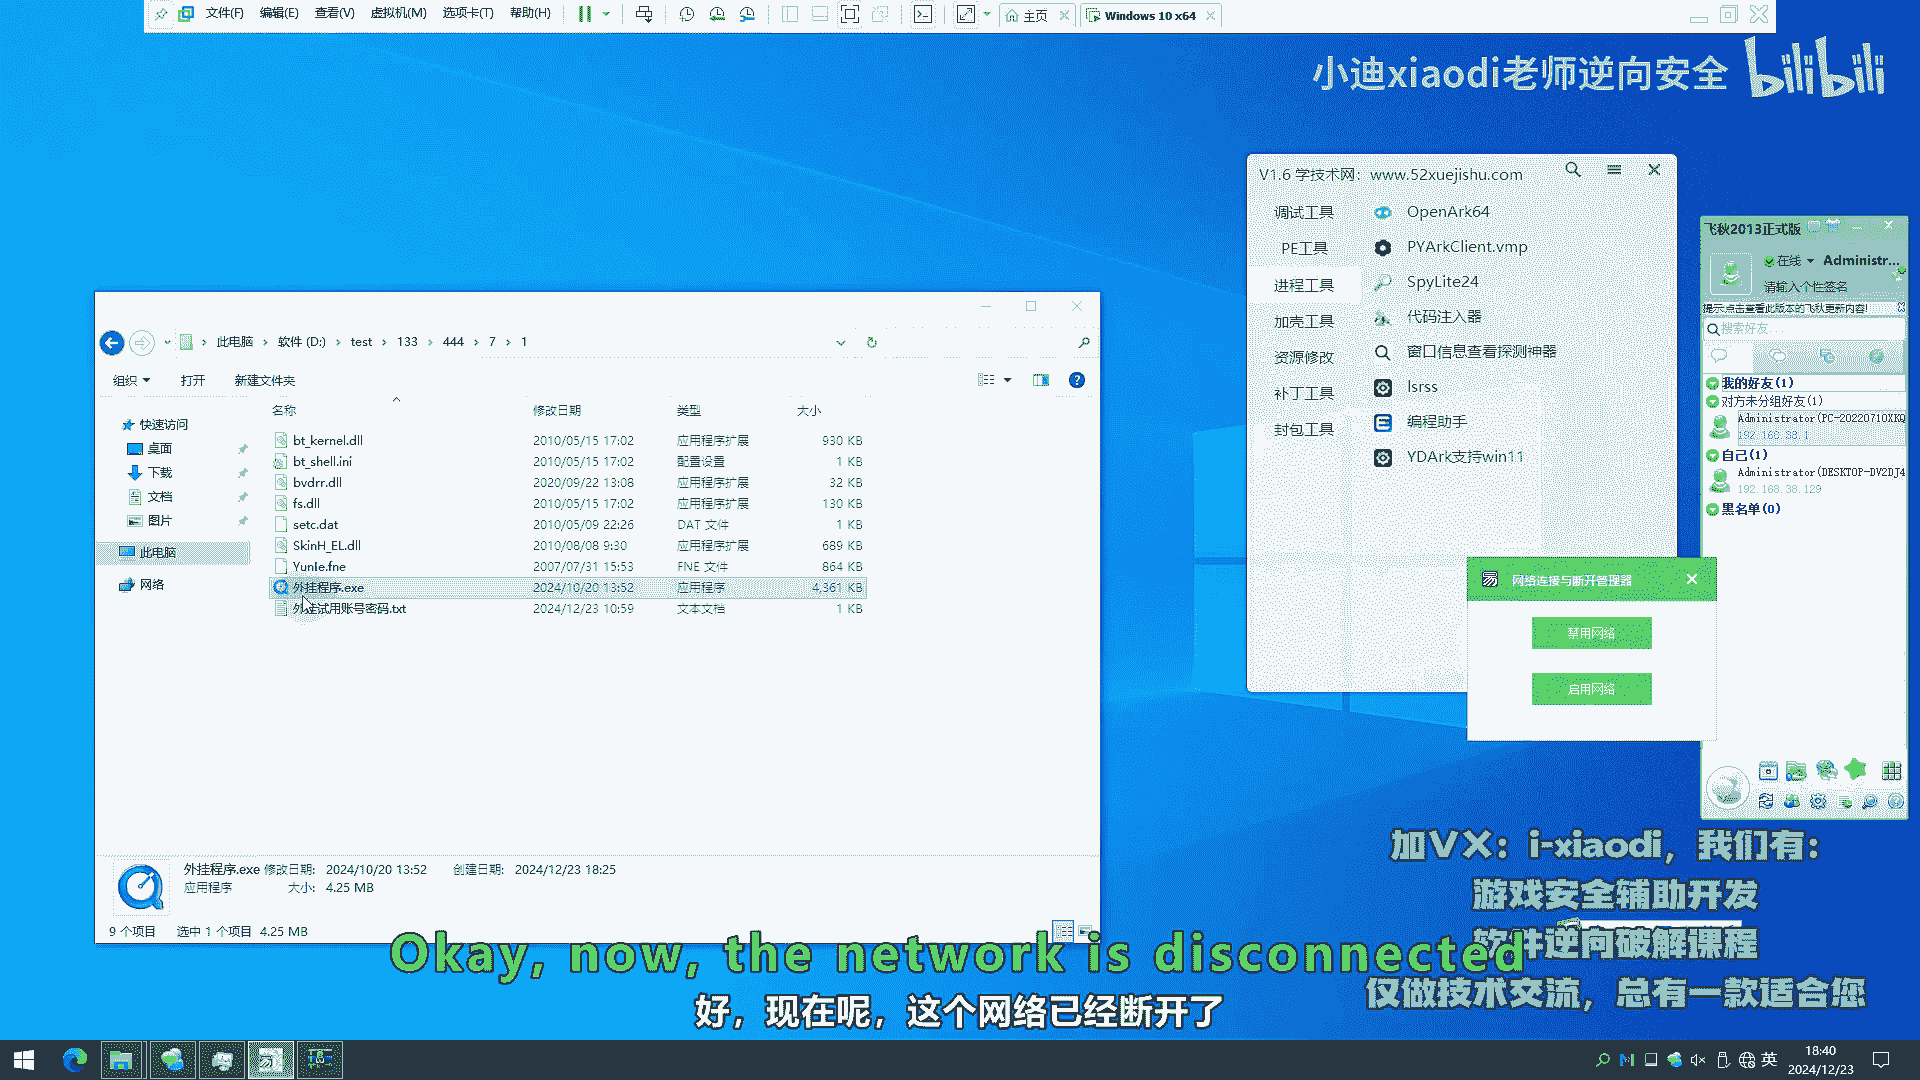 文件(F) 编辑(E) 查看(V) 虚拟机(M) 选项卡(T) 帮助(H) 主页 Windows 10 x64
小迪xiaodi老师逆向安全 bilibili
V1.6 学技术网：www.52xuejishu.com
调试工具 OpenArk64
PE工具 PYArkClient.vmp
进程工具 SpyLite24
加壳工具 代码注入器
资源修改 窗口信息查看探测神器
补丁工具 lsrss
封包工具 编程助手
YDArk支持win11
飞秋2013正式版
在线 Administr...
请输入个性签名
提示:点击查看此版本的飞秋更新内容!
搜索好友...
我的好友(1)
对方未分组好友(1)
Administrator(PC-20220710XKQ
192.168.38.1
自己(1)
Administrator(DESKTOP-DV2DJ4
192.168.38.129
黑名单(0)
网络连接与断开管理器
禁用网络
启用网络
此电脑 软件 (D:) test 133 444 7 1
组织 打开 新建文件夹
名称 修改日期 类型 大小
快速访问
桌面
下载
文档
图片
此电脑
网络
bt_kernel.dll 2010/05/15 17:02 应用程序扩展 930 KB
bt_shell.ini 2010/05/15 17:02 配置设置 1 KB
bvdrr.dll 2020/09/22 13:08 应用程序扩展 32 KB
fs.dll 2010/05/15 17:02 应用程序扩展 130 KB
setc.dat 2010/05/09 22:26 DAT 文件 1 KB
SkinH_EL.dll 2010/08/08 9:30 应用程序扩展 689 KB
Yunle.fne 2007/07/31 15:53 FNE 文件 864 KB
外挂程序.exe 2024/10/20 13:52 应用程序 4,361 KB
外挂试用账号密码.txt 2024/12/23 10:59 文本文档 1 KB
外挂程序.exe 修改日期: 2024/10/20 13:52 创建日期: 2024/12/23 18:25
应用程序 大小: 4.25 MB
9 个项目 选中 1 个项目 4.25 MB
加VX：i-xiaodi，我们有：
游戏安全辅助开发
软件逆向破解课程
仅做技术交流，总有一款适合您
Okay, now, the network is disconnected
好，现在呢，这个网络已经断开了
英
18:40
2024/12/23